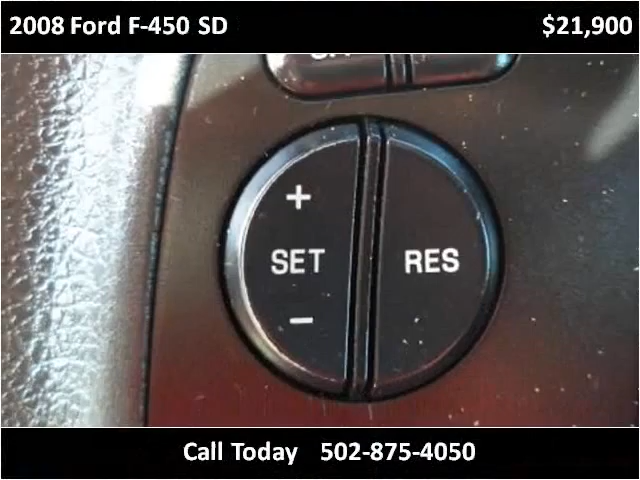 2008 Ford F-450 SD $21,900
+
SET RES
–
Call Today 502-875-4050